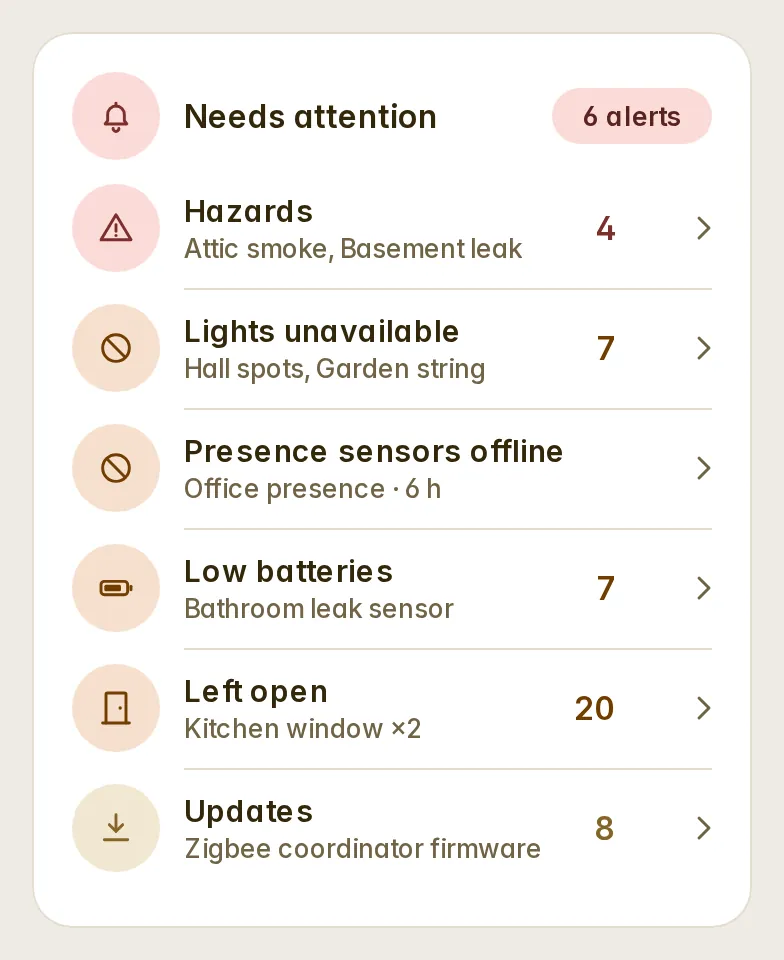 Needs attention
6 alerts
Hazards
Attic smoke, Basement leak
4
Lights unavailable
Hall spots, Garden string
7
Presence sensors offline
Office presence · 6 h
Low batteries
Bathroom leak sensor
7
Left open
Kitchen window ×2
20
Updates
Zigbee coordinator firmware
8